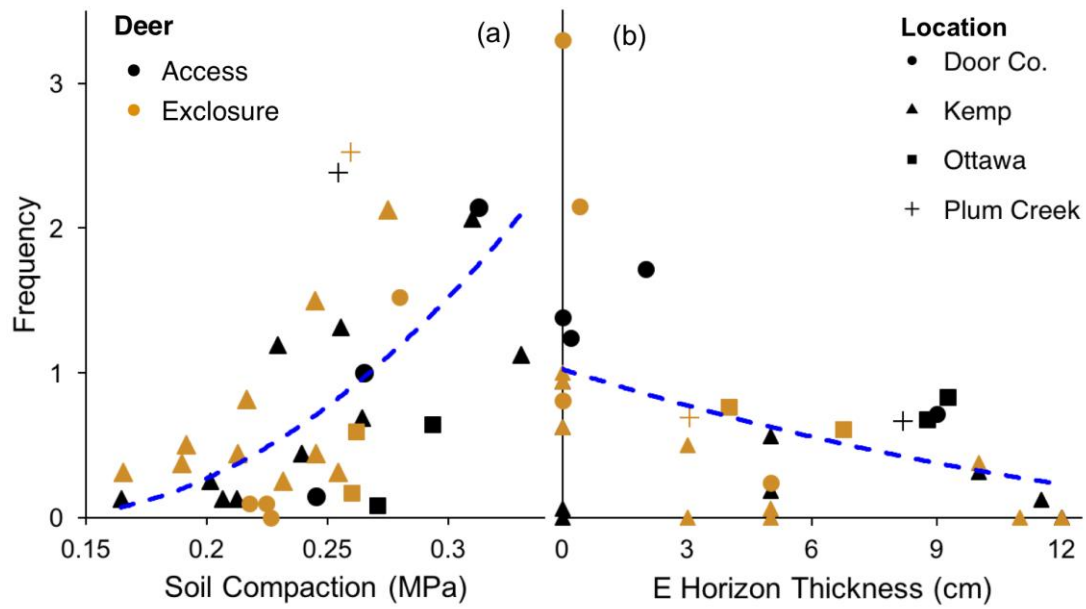 Deer
Access
Exclosure
(a)
(b)
Location
Door Co.
Kemp
Ottawa
Plum Creek
Frequency
3
2
1
0
0.15
0.2
0.25
0.3
Soil Compaction (MPa)
0
3
6
9
12
E Horizon Thickness (cm)